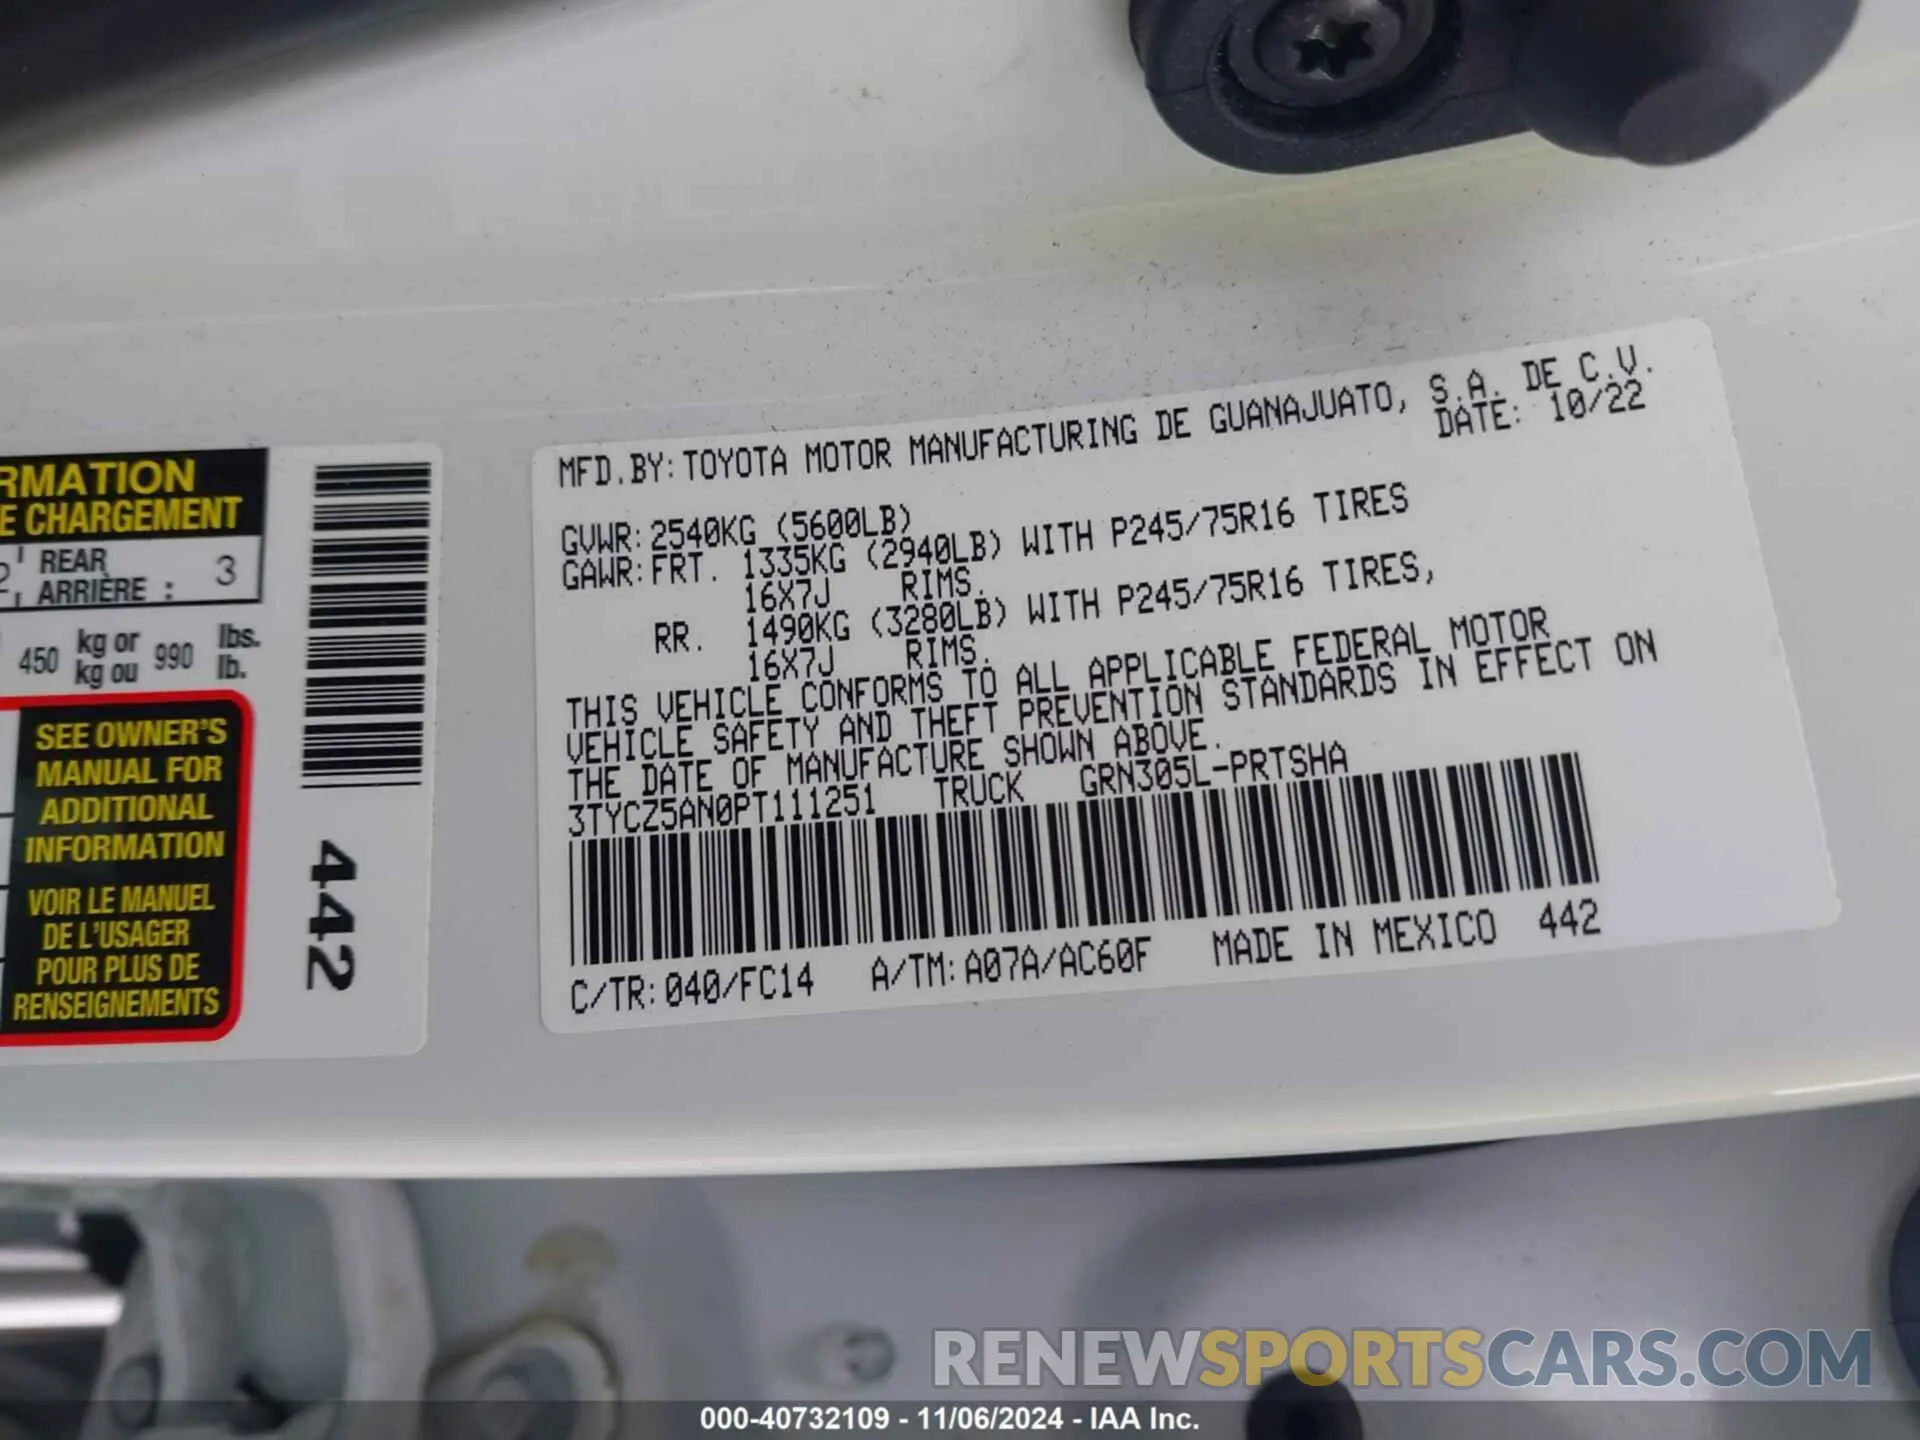 RMATION
E CHARGEMENT
2, REAR
ARRIÈRE : 3
450 kg or
kg ou 990 lbs.
lb.
SEE OWNER'S
MANUAL FOR
ADDITIONAL
INFORMATION
VOIR LE MANUEL
DE L'USAGER
POUR PLUS DE
RENSEIGNEMENTS
442
MFD.BY:TOYOTA MOTOR MANUFACTURING DE GUANAJUATO, S.A. DE C.V.
DATE: 10/22
GVWR:2540KG (5600LB)
GAWR:FRT. 1335KG (2940LB) WITH P245/75R16 TIRES
16X7J RIMS.
RR. 1490KG (3280LB) WITH P245/75R16 TIRES,
16X7J RIMS.
THIS VEHICLE CONFORMS TO ALL APPLICABLE FEDERAL MOTOR
VEHICLE SAFETY AND THEFT PREVENTION STANDARDS IN EFFECT ON
THE DATE OF MANUFACTURE SHOWN ABOVE.
3TYCZ5AN0PT111251 TRUCK GRN305L-PRTSHA
C/TR:040/FC14 A/TM:A07A/AC60F MADE IN MEXICO 442
RENEWSPORTSCARS.COM
000-40732109 - 11/06/2024 - IAA Inc.